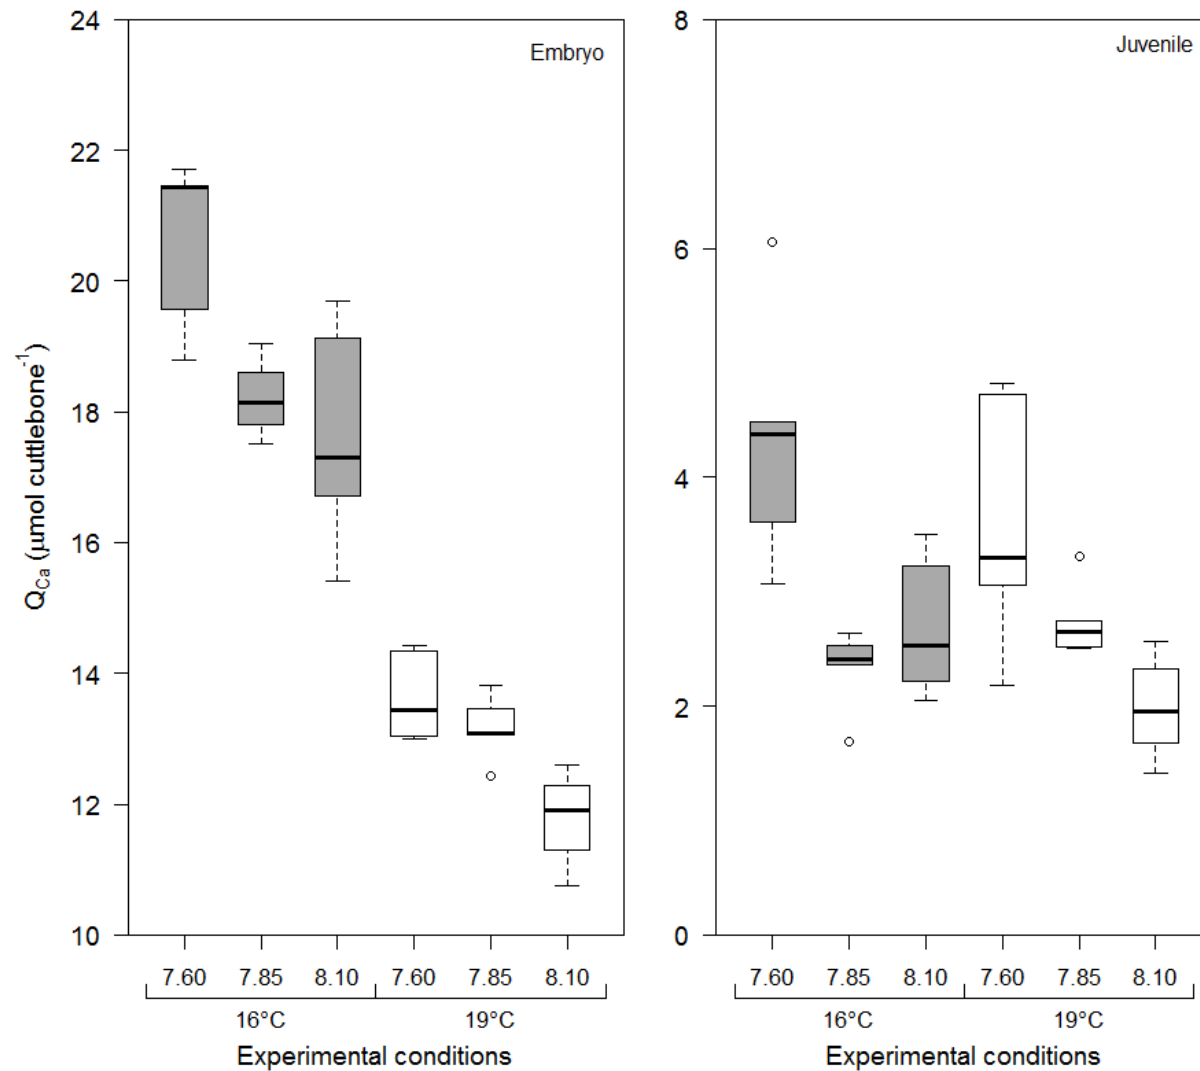 Embryo
24
22
20
18
16
14
12
10
Q_Ca (µmol cuttlebone⁻¹)
7.60 7.85 8.10 7.60 7.85 8.10
16°C 19°C
Experimental conditions
Juvenile
8
6
4
2
0
7.60 7.85 8.10 7.60 7.85 8.10
16°C 19°C
Experimental conditions